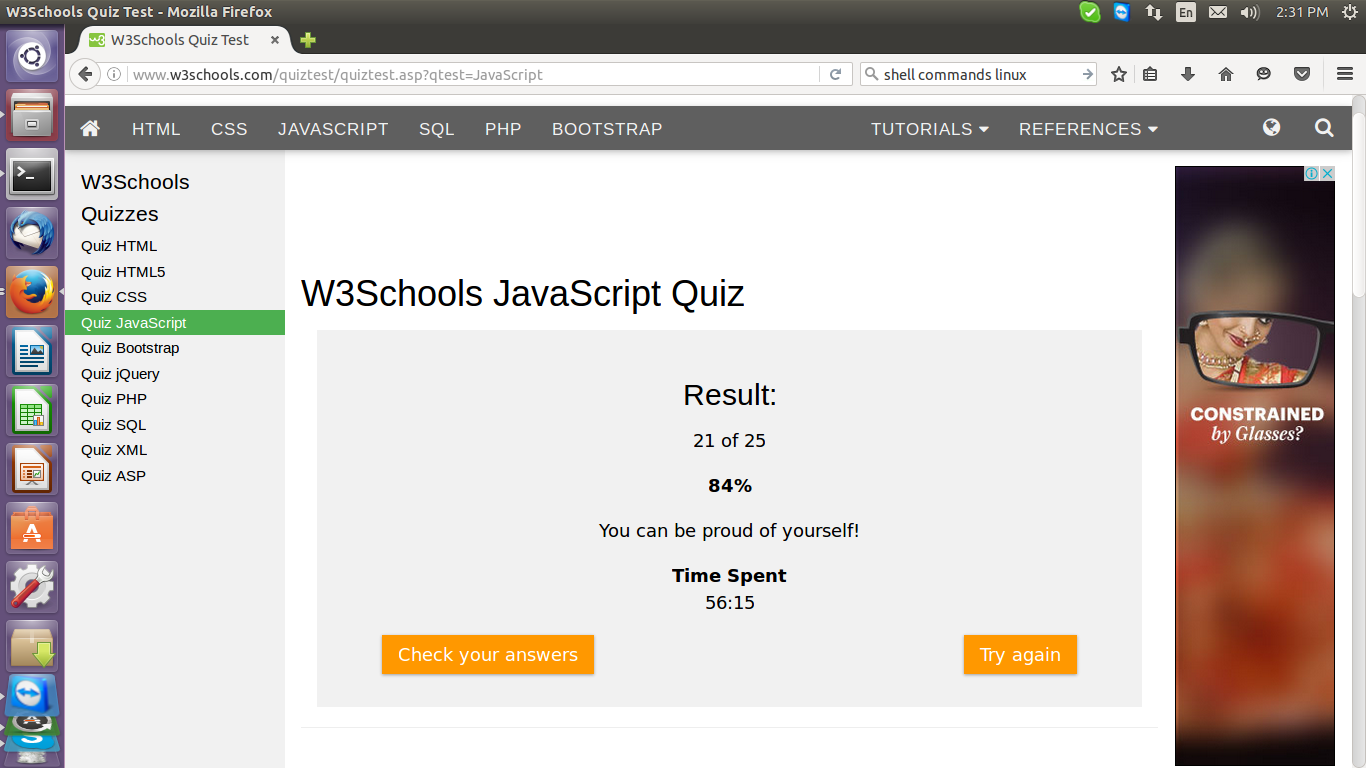 W3Schools Quiz Test - Mozilla Firefox
En
2:31 PM
W3Schools Quiz Test
www.w3schools.com/quiztest/quiztest.asp?qtest=JavaScript
shell commands linux
HTML CSS JAVASCRIPT SQL PHP BOOTSTRAP TUTORIALS REFERENCES
W3Schools
Quizzes
Quiz HTML
Quiz HTML5
Quiz CSS
Quiz JavaScript
Quiz Bootstrap
Quiz jQuery
Quiz PHP
Quiz SQL
Quiz XML
Quiz ASP
W3Schools JavaScript Quiz
Result:
21 of 25
84%
You can be proud of yourself!
Time Spent
56:15
Check your answers
Try again
CONSTRAINED
by Glasses?